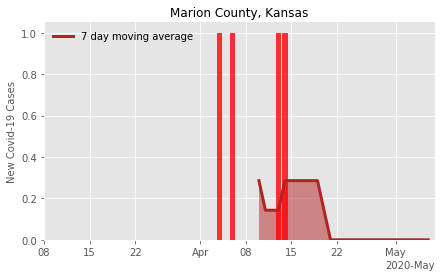 Marion County, Kansas
7 day moving average
New Covid-19 Cases
1.0
0.8
0.6
0.4
0.2
0.0
08 15 22 Apr 08 15 22 May
2020-May